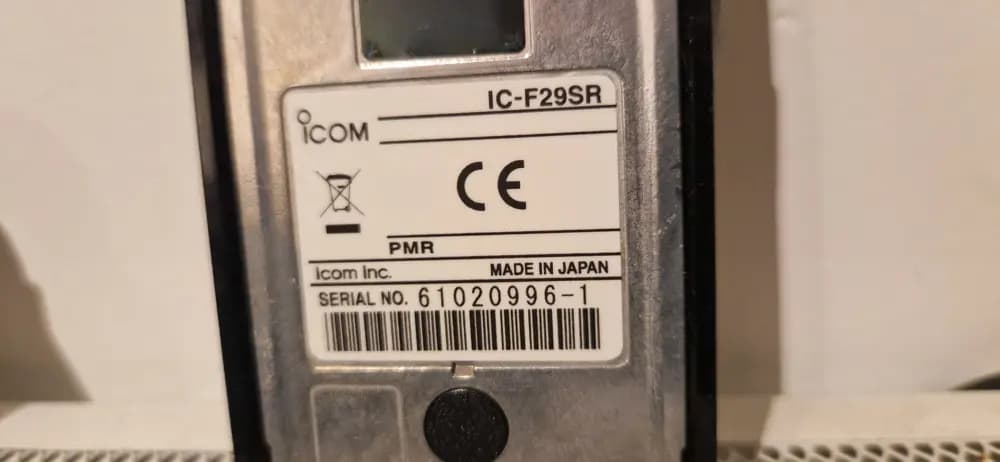 IC-F29SR
iCOM
CE
PMR
Icom Inc. MADE IN JAPAN
SERIAL NO. 61020996-1